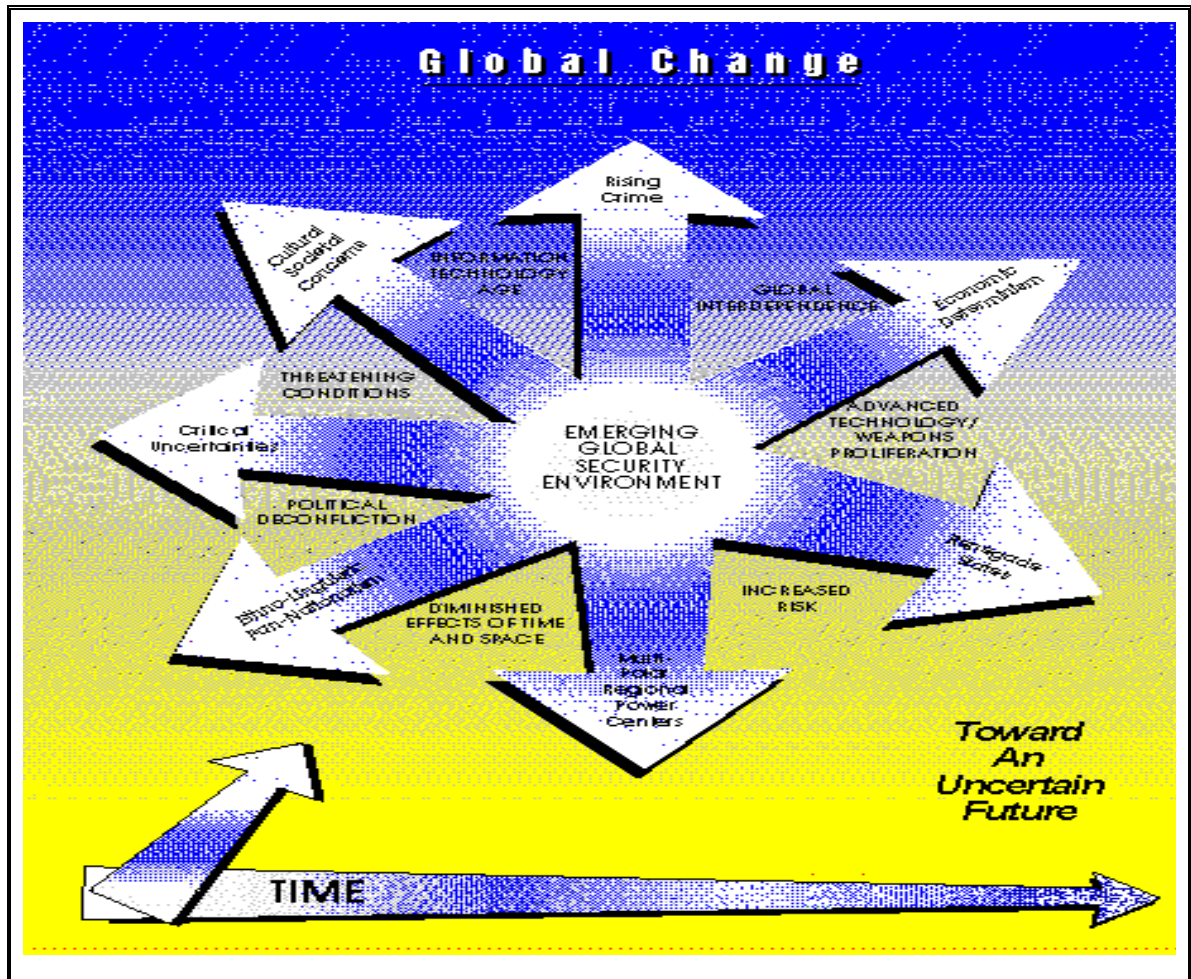 Global Change
Rising
Crime
Cultural
Societal
Concerns
INFORMATION
TECHNOLOGY
AGE
GLOBAL
INTERDEPENDENCE
Economic
Determinism
THREATENING
CONDITIONS
Critical
Uncertainties
EMERGING
GLOBAL
SECURITY
ENVIRONMENT
ADVANCED
TECHNOLOGY/
WEAPONS
PROLIFERATION
POLITICAL
DECONFLICTION
Renegade
States
Pan-Nationalism
DIMINISHED
EFFECTS OF TIME
AND SPACE
INCREASED
RISK
Multi-
Polar
Regional
Power
Centers
Toward
An
Uncertain
Future
TIME